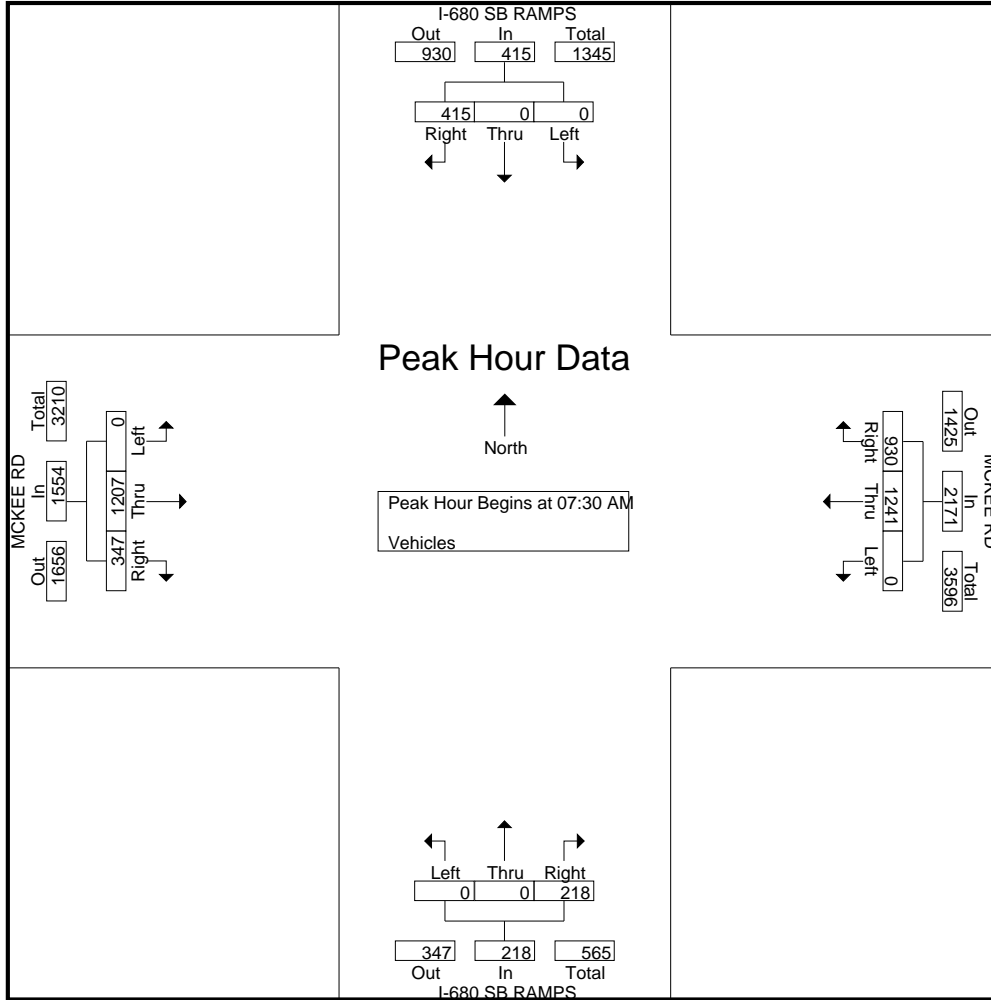 I-680 SB RAMPS
Out In Total
930 415 1345
415 0 0
Right Thru Left
Peak Hour Data
North
Peak Hour Begins at 07:30 AM
Vehicles
MCKEE RD
Total In Out
3210 1554 1656
0 1207 347
Left Thru Right
MCKEE RD
Out In Total
1425 2171 3596
930 1241 0
Right Thru Left
Left Thru Right
0 0 218
347 218 565
Out In Total
I-680 SB RAMPS